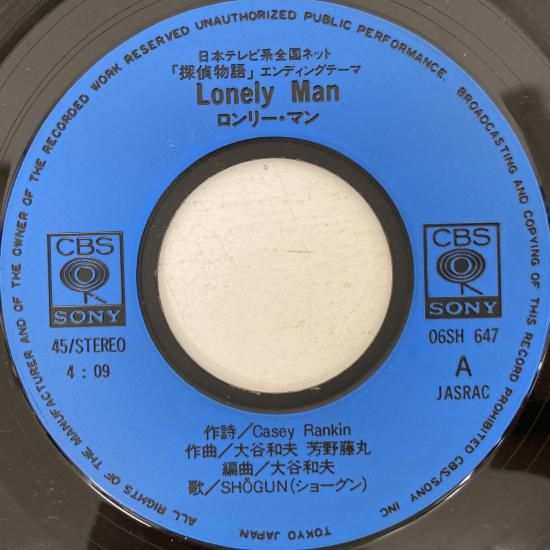 ALL RIGHTS OF THE MANUFACTURER AND OF THE OWNER OF THE RECORDED WORK RESERVED UNAUTHORIZED PUBLIC PERFORMANCE. BROADCASTING AND COPYING OF THIS RECORD PROHIBITED CBS/SONY INC
TOKYO JAPAN.
日本テレビ系全国ネット
「探偵物語」エンディングテーマ
Lonely Man
ロンリー・マン
CBS
SONY
45/STEREO
4:09
CBS
SONY
06SH 647
A
JASRAC
作詩/Casey Rankin
作曲/大谷和夫 芳野藤丸
編曲/大谷和夫
歌/SHŌGUN(ショーグン)